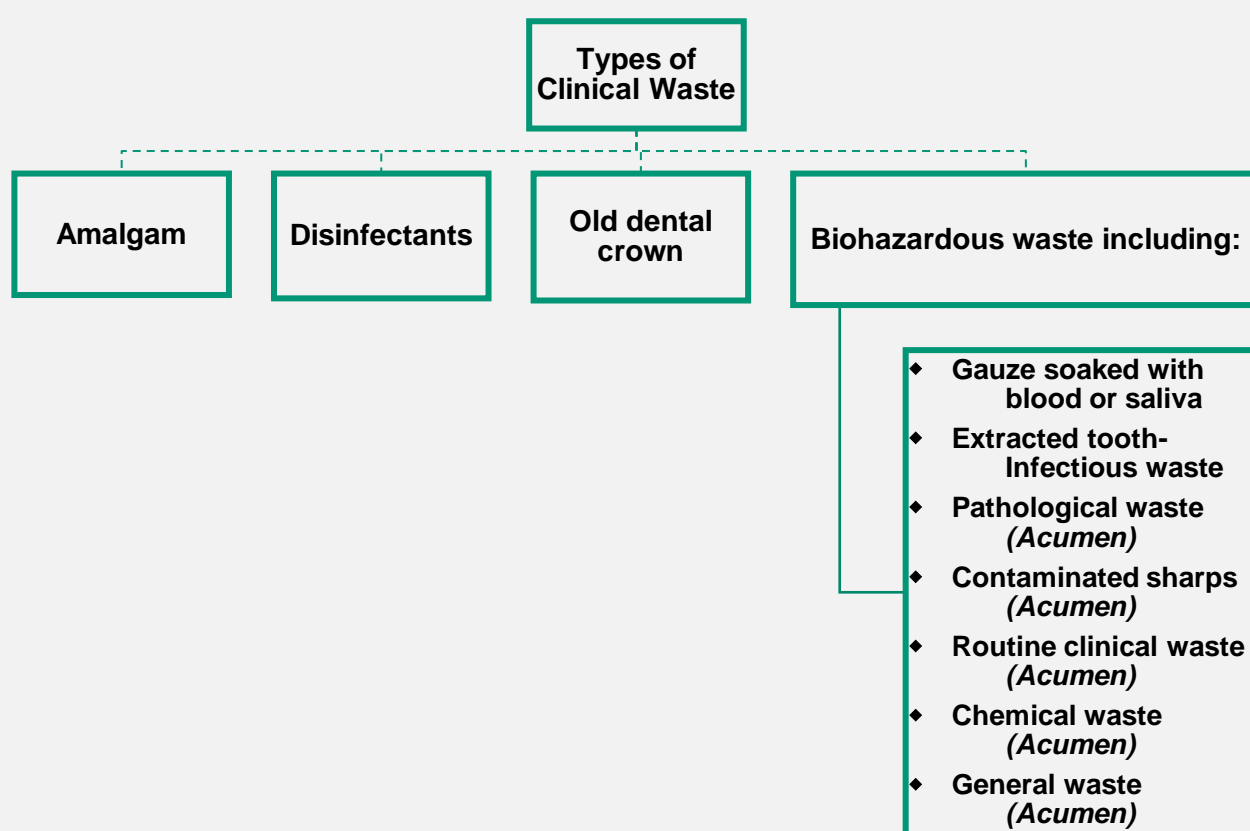 Types of
Clinical Waste
Amalgam
Disinfectants
Old dental
crown
Biohazardous waste including:
◆ Gauze soaked with
blood or saliva
◆ Extracted tooth-
Infectious waste
◆ Pathological waste
(Acumen)
◆ Contaminated sharps
(Acumen)
◆ Routine clinical waste
(Acumen)
◆ Chemical waste
(Acumen)
◆ General waste
(Acumen)